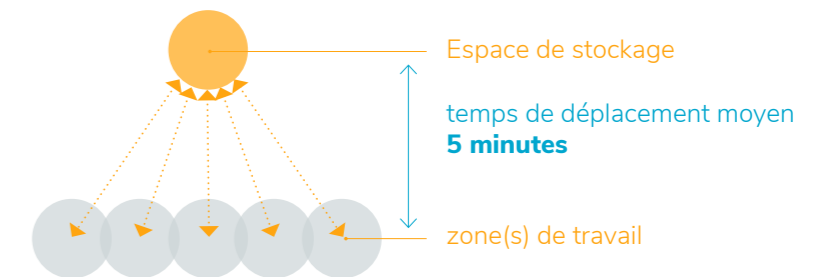 Espace de stockage
temps de déplacement moyen
5 minutes
zone(s) de travail